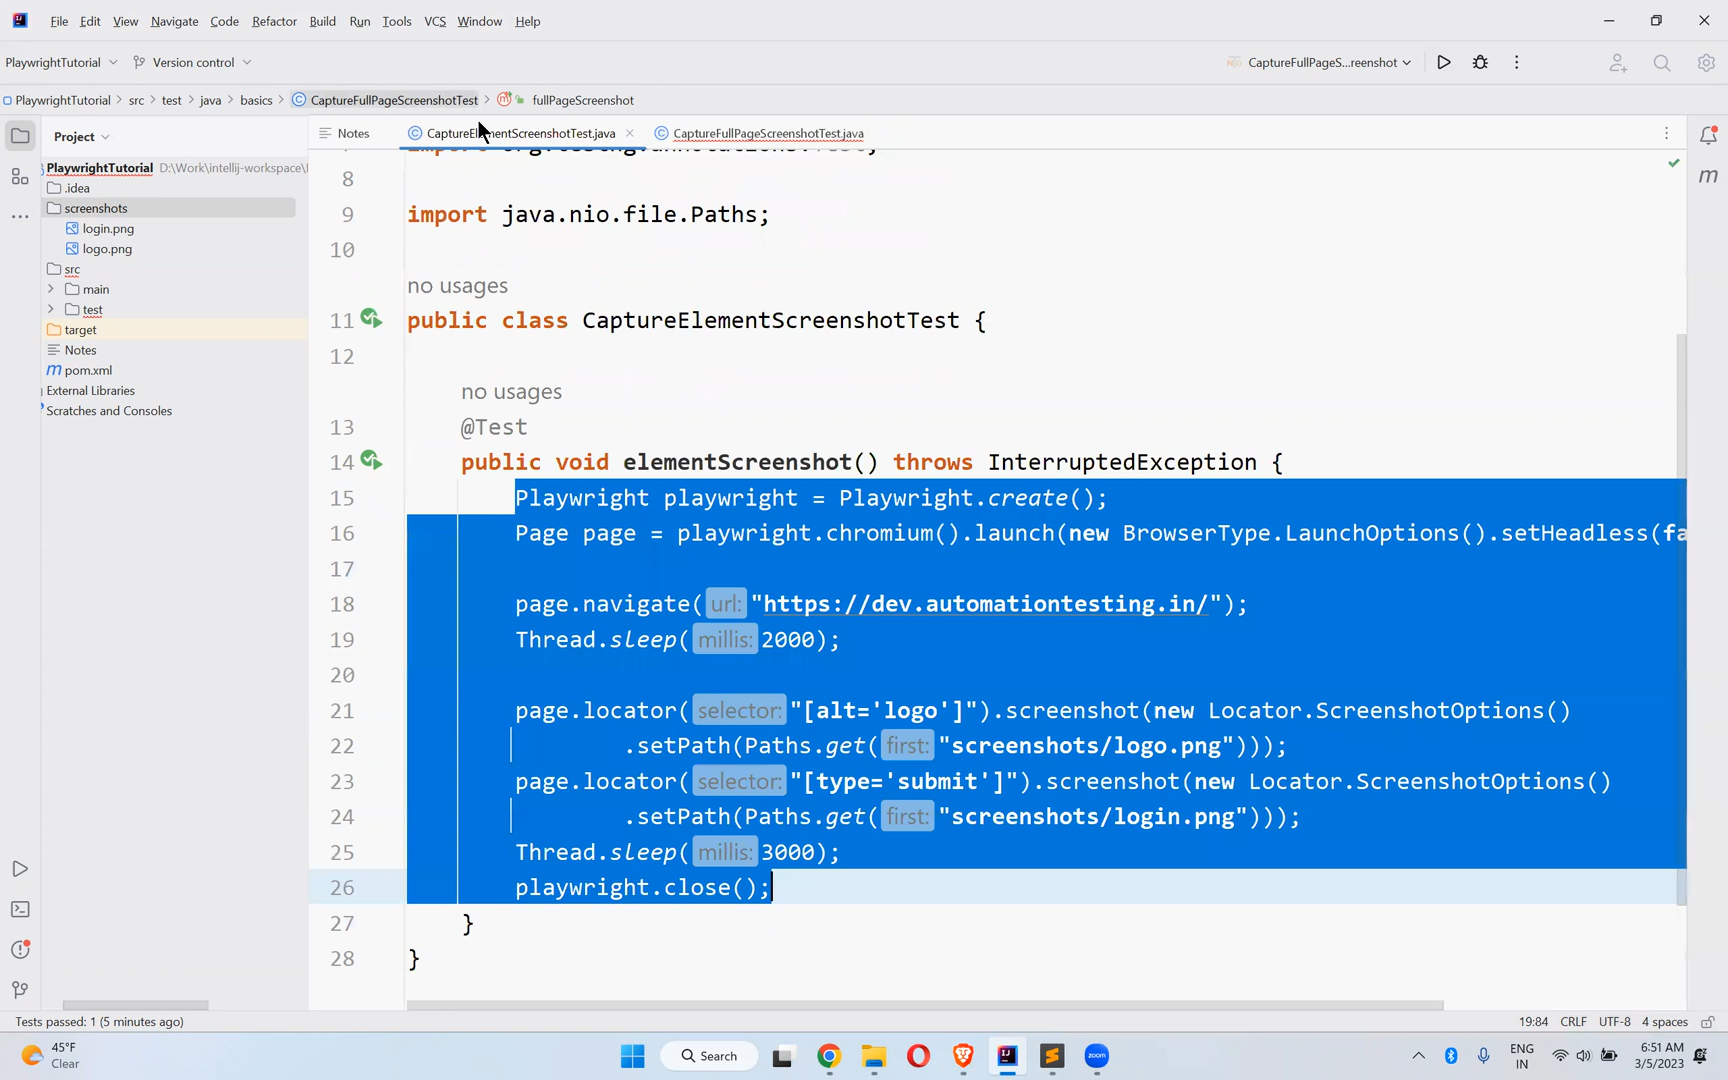 File Edit View Navigate Code Refactor Build Run Tools VCS Window Help
PlaywrightTutorial Version control CaptureFullPageS...reenshot
PlaywrightTutorial > src > test > java > basics > CaptureFullPageScreenshotTest > fullPageScreenshot
Project
Notes CaptureElementScreenshotTest.java CaptureFullPageScreenshotTest.java
PlaywrightTutorial D:\Work\intellij-workspace\
.idea
screenshots
login.png
logo.png
src
main
test
target
Notes
pom.xml
External Libraries
Scratches and Consoles
8
9 import java.nio.file.Paths;
10
no usages
11 public class CaptureElementScreenshotTest {
12
no usages
13 @Test
14 public void elementScreenshot() throws InterruptedException {
15 Playwright playwright = Playwright.create();
16 Page page = playwright.chromium().launch(new BrowserType.LaunchOptions().setHeadless(fa
17
18 page.navigate( url: "https://dev.automationtesting.in/");
19 Thread.sleep( millis: 2000);
20
21 page.locator( selector: "[alt='logo']").screenshot(new Locator.ScreenshotOptions()
22 .setPath(Paths.get( first: "screenshots/logo.png")));
23 page.locator( selector: "[type='submit']").screenshot(new Locator.ScreenshotOptions()
24 .setPath(Paths.get( first: "screenshots/login.png")));
25 Thread.sleep( millis: 3000);
26 playwright.close();
27 }
28 }
Tests passed: 1 (5 minutes ago) 19:84 CRLF UTF-8 4 spaces
45°F
Clear
Search
zoom
ENG
IN
6:51 AM
3/5/2023